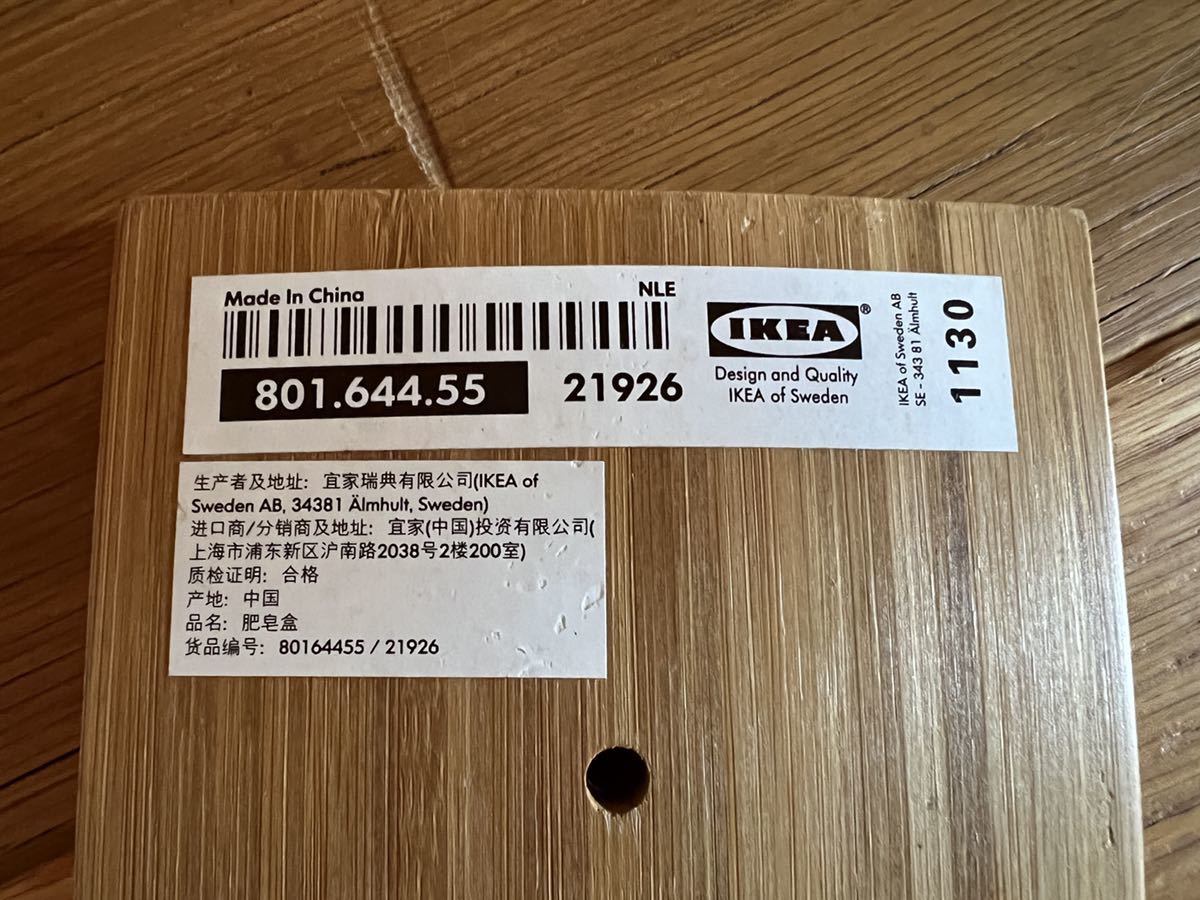 Made In China
NLE
801.644.55
21926
IKEA®
Design and Quality
IKEA of Sweden
IKEA of Sweden AB
SE - 343 81 Älmhult
1130
生产者及地址: 宜家瑞典有限公司(IKEA of
Sweden AB, 34381 Älmhult, Sweden)
进口商/分销商及地址: 宜家(中国)投资有限公司(
上海市浦东新区沪南路2038号2楼200室)
质检证明: 合格
产地: 中国
品名: 肥皂盒
货品编号: 80164455 / 21926